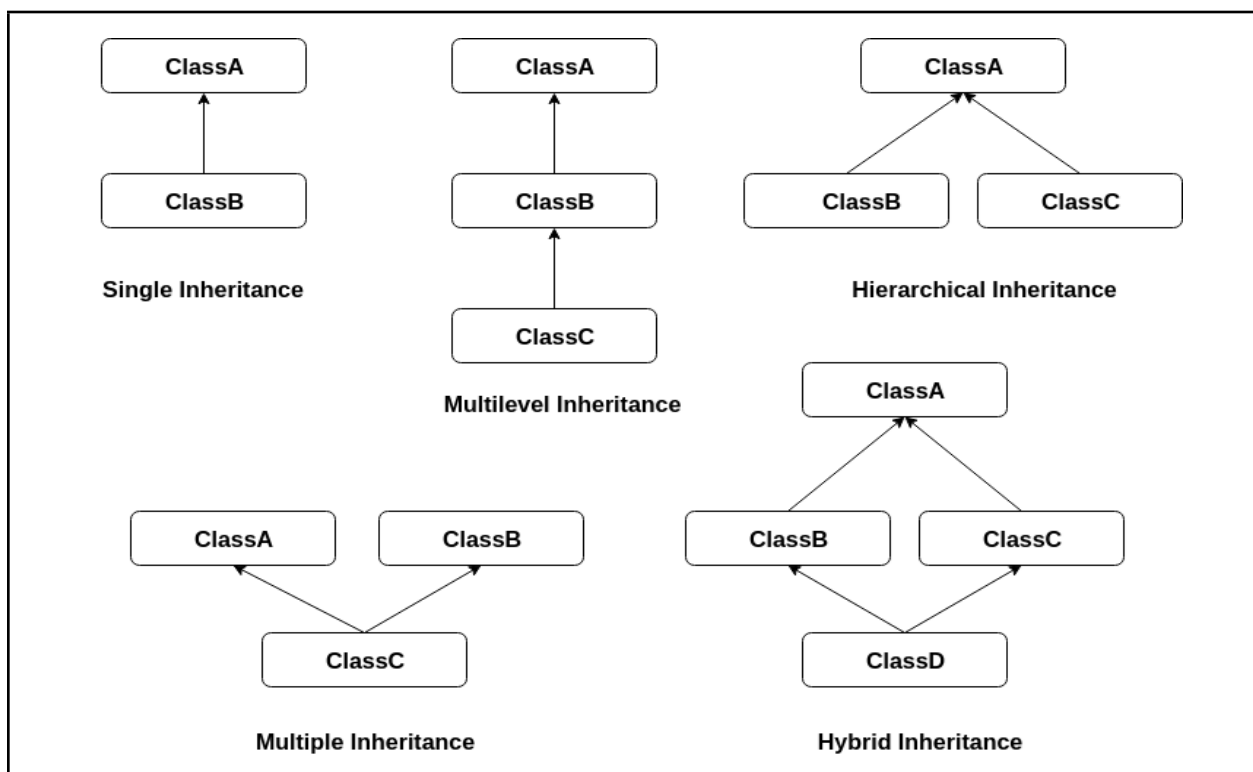 ClassA
ClassB
Single Inheritance
ClassA
ClassB
ClassC
Multilevel Inheritance
ClassA
ClassB
ClassC
Hierarchical Inheritance
ClassA
ClassB
ClassC
Multiple Inheritance
ClassA
ClassB
ClassC
ClassD
Hybrid Inheritance